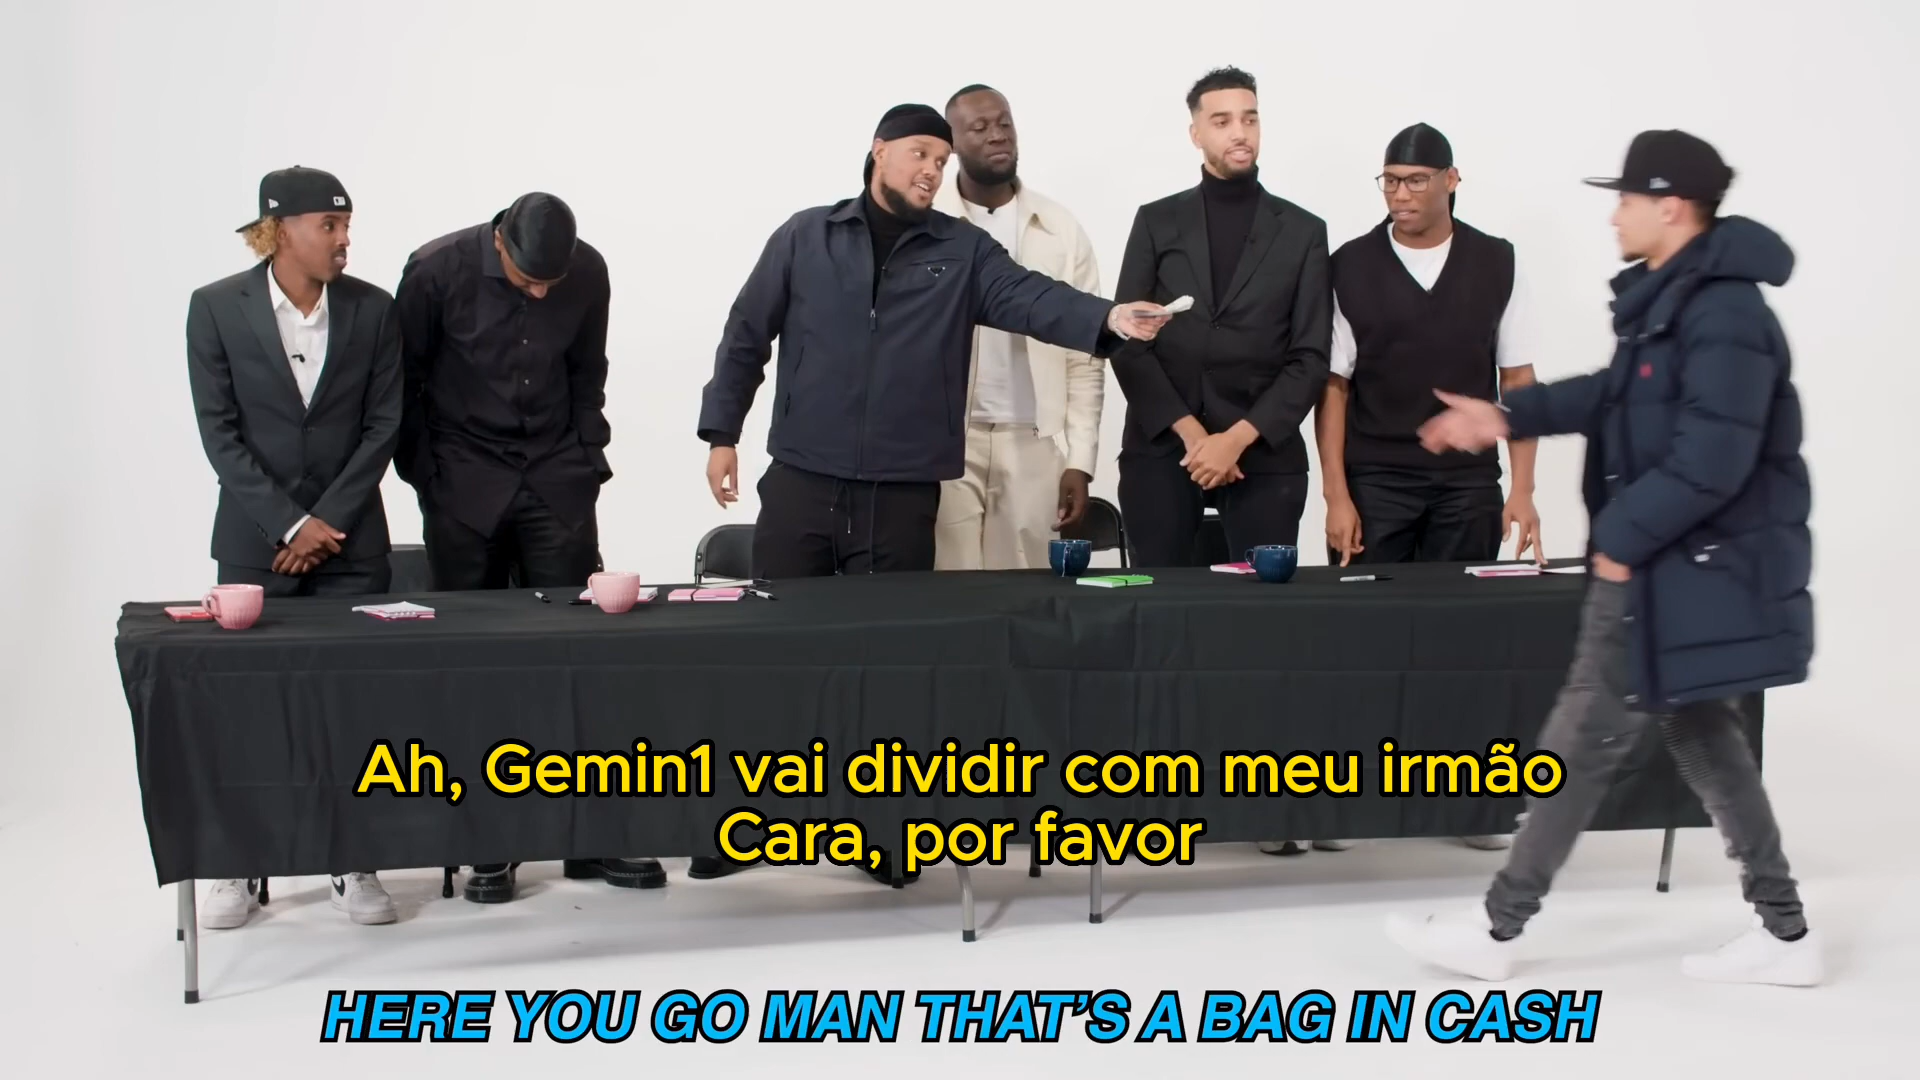 Ah, Gemin1 vai dividir com meu irmão
Cara, por favor
HERE YOU GO MAN THAT'S A BAG IN CASH